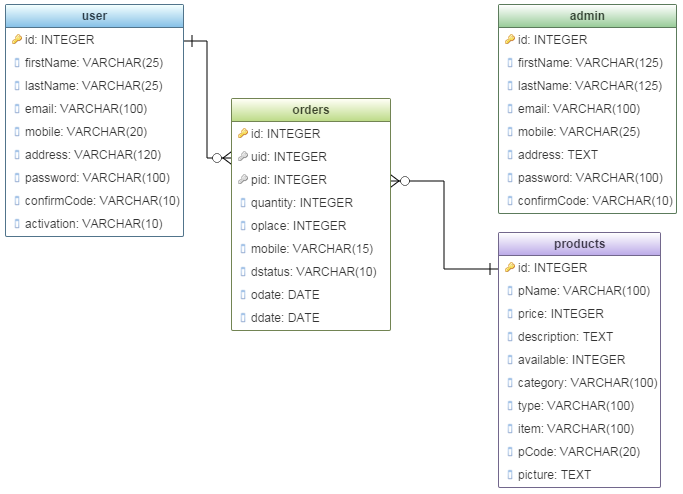 user
id: INTEGER
firstName: VARCHAR(25)
lastName: VARCHAR(25)
email: VARCHAR(100)
mobile: VARCHAR(20)
address: VARCHAR(120)
password: VARCHAR(100)
confirmCode: VARCHAR(10)
activation: VARCHAR(10)
orders
id: INTEGER
uid: INTEGER
pid: INTEGER
quantity: INTEGER
oplace: INTEGER
mobile: VARCHAR(15)
dstatus: VARCHAR(10)
odate: DATE
ddate: DATE
admin
id: INTEGER
firstName: VARCHAR(125)
lastName: VARCHAR(125)
email: VARCHAR(100)
mobile: VARCHAR(25)
address: TEXT
password: VARCHAR(100)
confirmCode: VARCHAR(10)
products
id: INTEGER
pName: VARCHAR(100)
price: INTEGER
description: TEXT
available: INTEGER
category: VARCHAR(100)
type: VARCHAR(100)
item: VARCHAR(100)
pCode: VARCHAR(20)
picture: TEXT